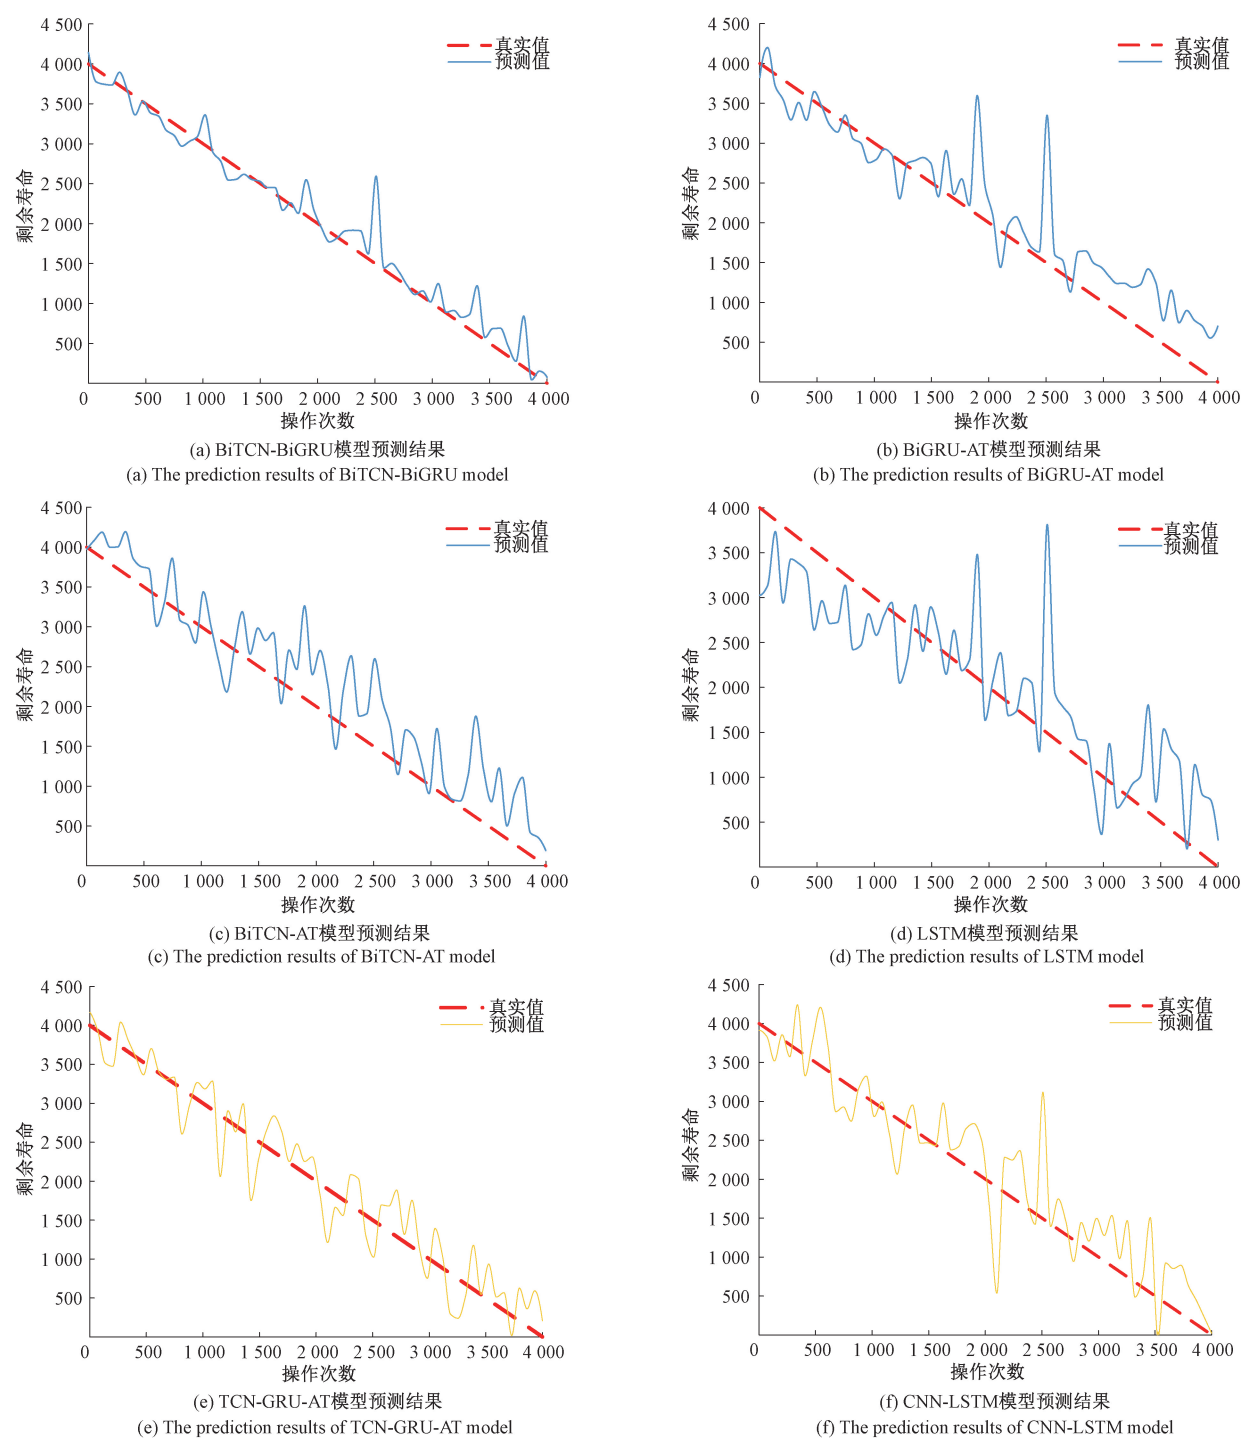 4 500
4 000
3 500
3 000
2 500
2 000
1 500
1 000
500
剩余寿命
真实值
预测值
0 500 1 000 1 500 2 000 2 500 3 000 3 500 4 000
操作次数
(a) BiTCN-BiGRU模型预测结果
(a) The prediction results of BiTCN-BiGRU model
4 500
4 000
3 500
3 000
2 500
2 000
1 500
1 000
500
剩余寿命
真实值
预测值
0 500 1 000 1 500 2 000 2 500 3 000 3 500 4 000
操作次数
(b) BiGRU-AT模型预测结果
(b) The prediction results of BiGRU-AT model
4 500
4 000
3 500
3 000
2 500
2 000
1 500
1 000
500
剩余寿命
真实值
预测值
0 500 1 000 1 500 2 000 2 500 3 000 3 500 4 000
操作次数
(c) BiTCN-AT模型预测结果
(c) The prediction results of BiTCN-AT model
4 000
3 500
3 000
2 500
2 000
1 500
1 000
500
剩余寿命
真实值
预测值
0 500 1 000 1 500 2 000 2 500 3 000 3 500 4 000
操作次数
(d) LSTM模型预测结果
(d) The prediction results of LSTM model
4 500
4 000
3 500
3 000
2 500
2 000
1 500
1 000
500
剩余寿命
真实值
预测值
0 500 1 000 1 500 2 000 2 500 3 000 3 500 4 000
操作次数
(e) TCN-GRU-AT模型预测结果
(e) The prediction results of TCN-GRU-AT model
4 500
4 000
3 500
3 000
2 500
2 000
1 500
1 000
500
剩余寿命
真实值
预测值
0 500 1 000 1 500 2 000 2 500 3 000 3 500 4 000
操作次数
(f) CNN-LSTM模型预测结果
(f) The prediction results of CNN-LSTM model